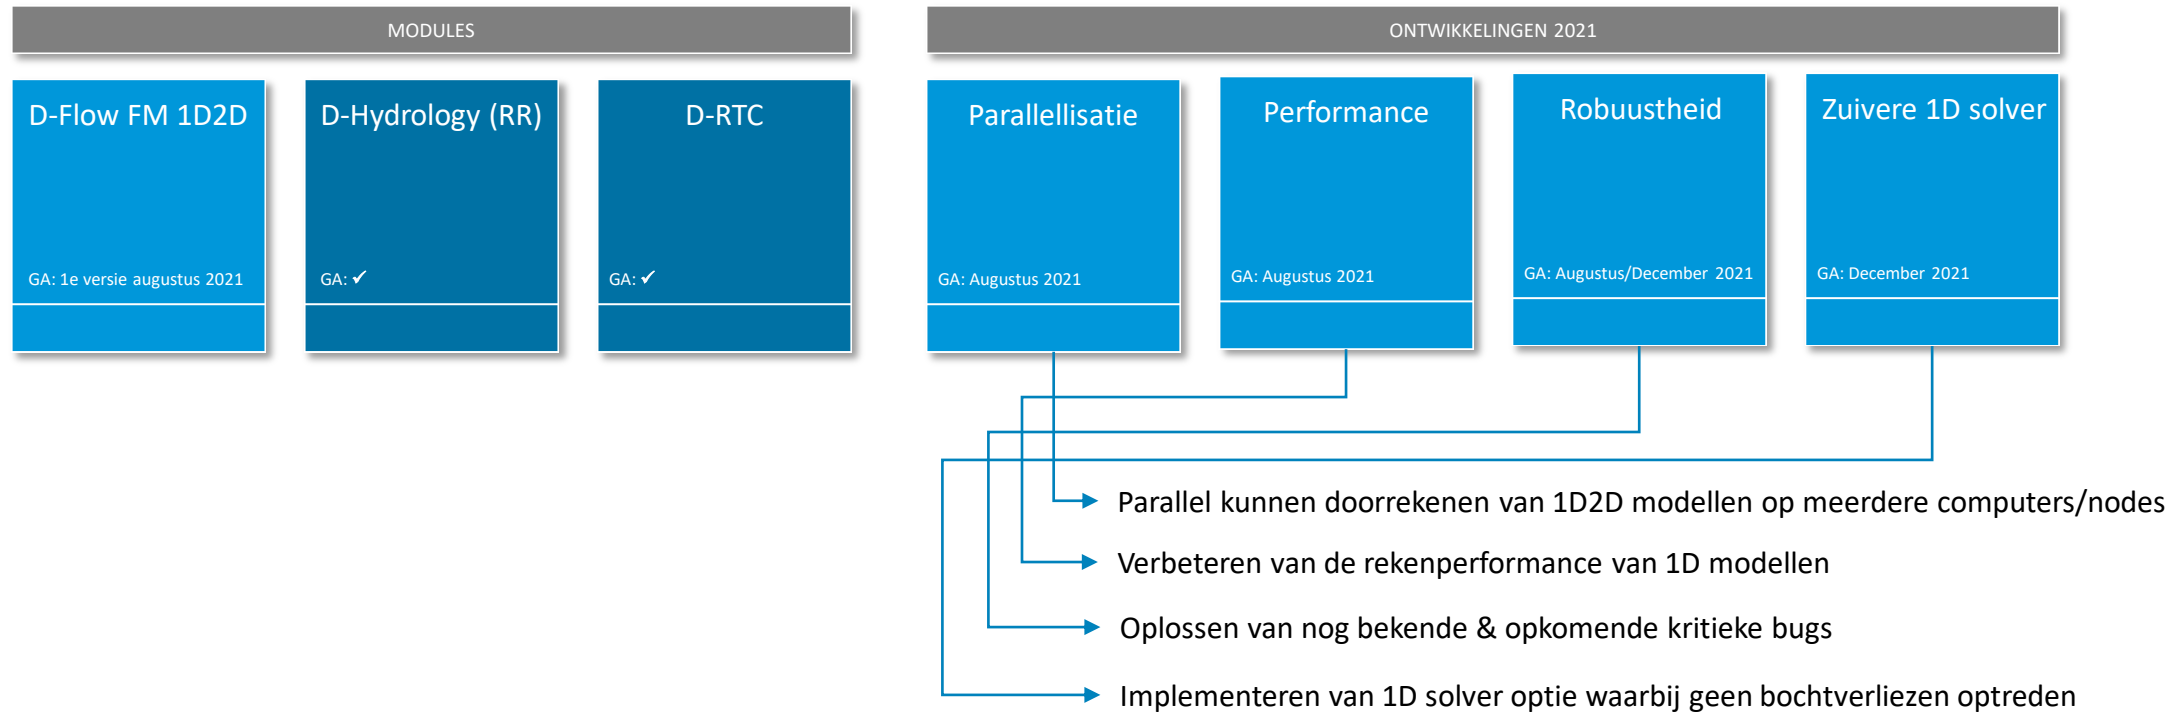 MODULES
D-Flow FM 1D2D
GA: 1e versie augustus 2021
D-Hydrology (RR)
GA: ✓
D-RTC
GA: ✓
ONTWIKKELINGEN 2021
Parallellisatie
GA: Augustus 2021
Performance
GA: Augustus 2021
Robuustheid
GA: Augustus/December 2021
Zuivere 1D solver
GA: December 2021
Parallel kunnen doorrekenen van 1D2D modellen op meerdere computers/nodes
Verbeteren van de rekenperformance van 1D modellen
Oplossen van nog bekende & opkomende kritieke bugs
Implementeren van 1D solver optie waarbij geen bochtverliezen optreden